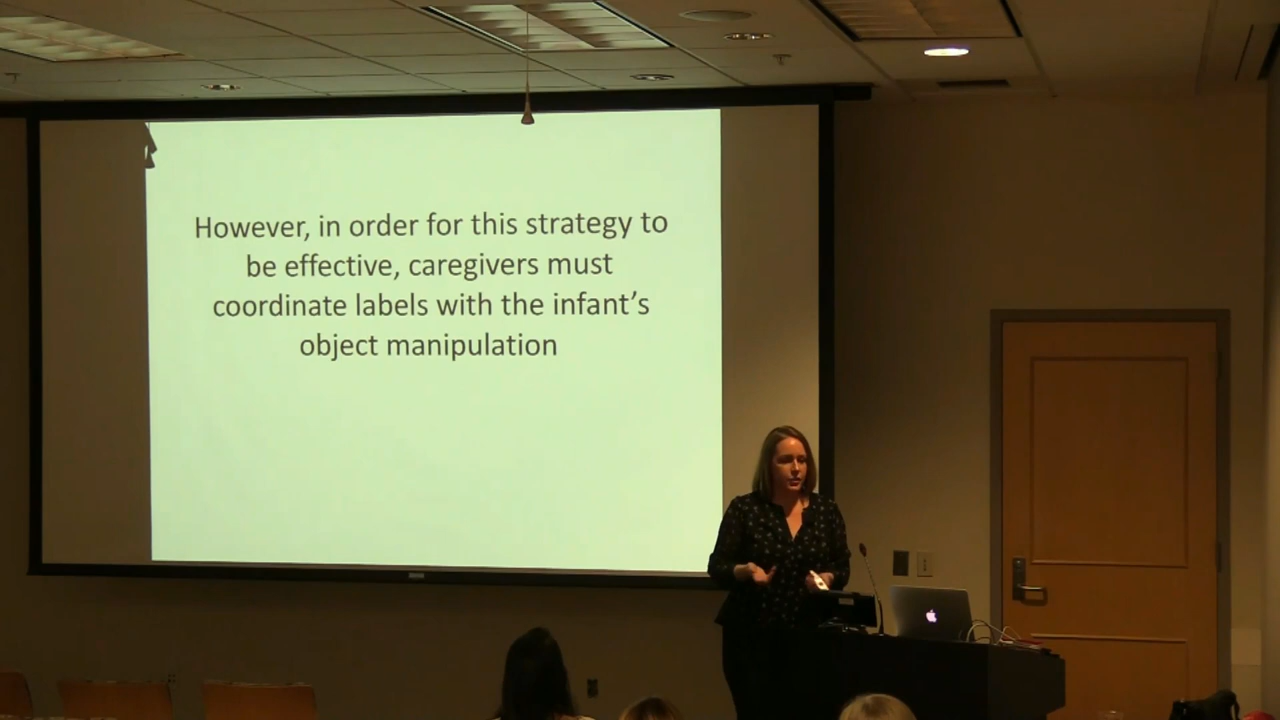 However, in order for this strategy to
be effective, caregivers must
coordinate labels with the infant's
object manipulation